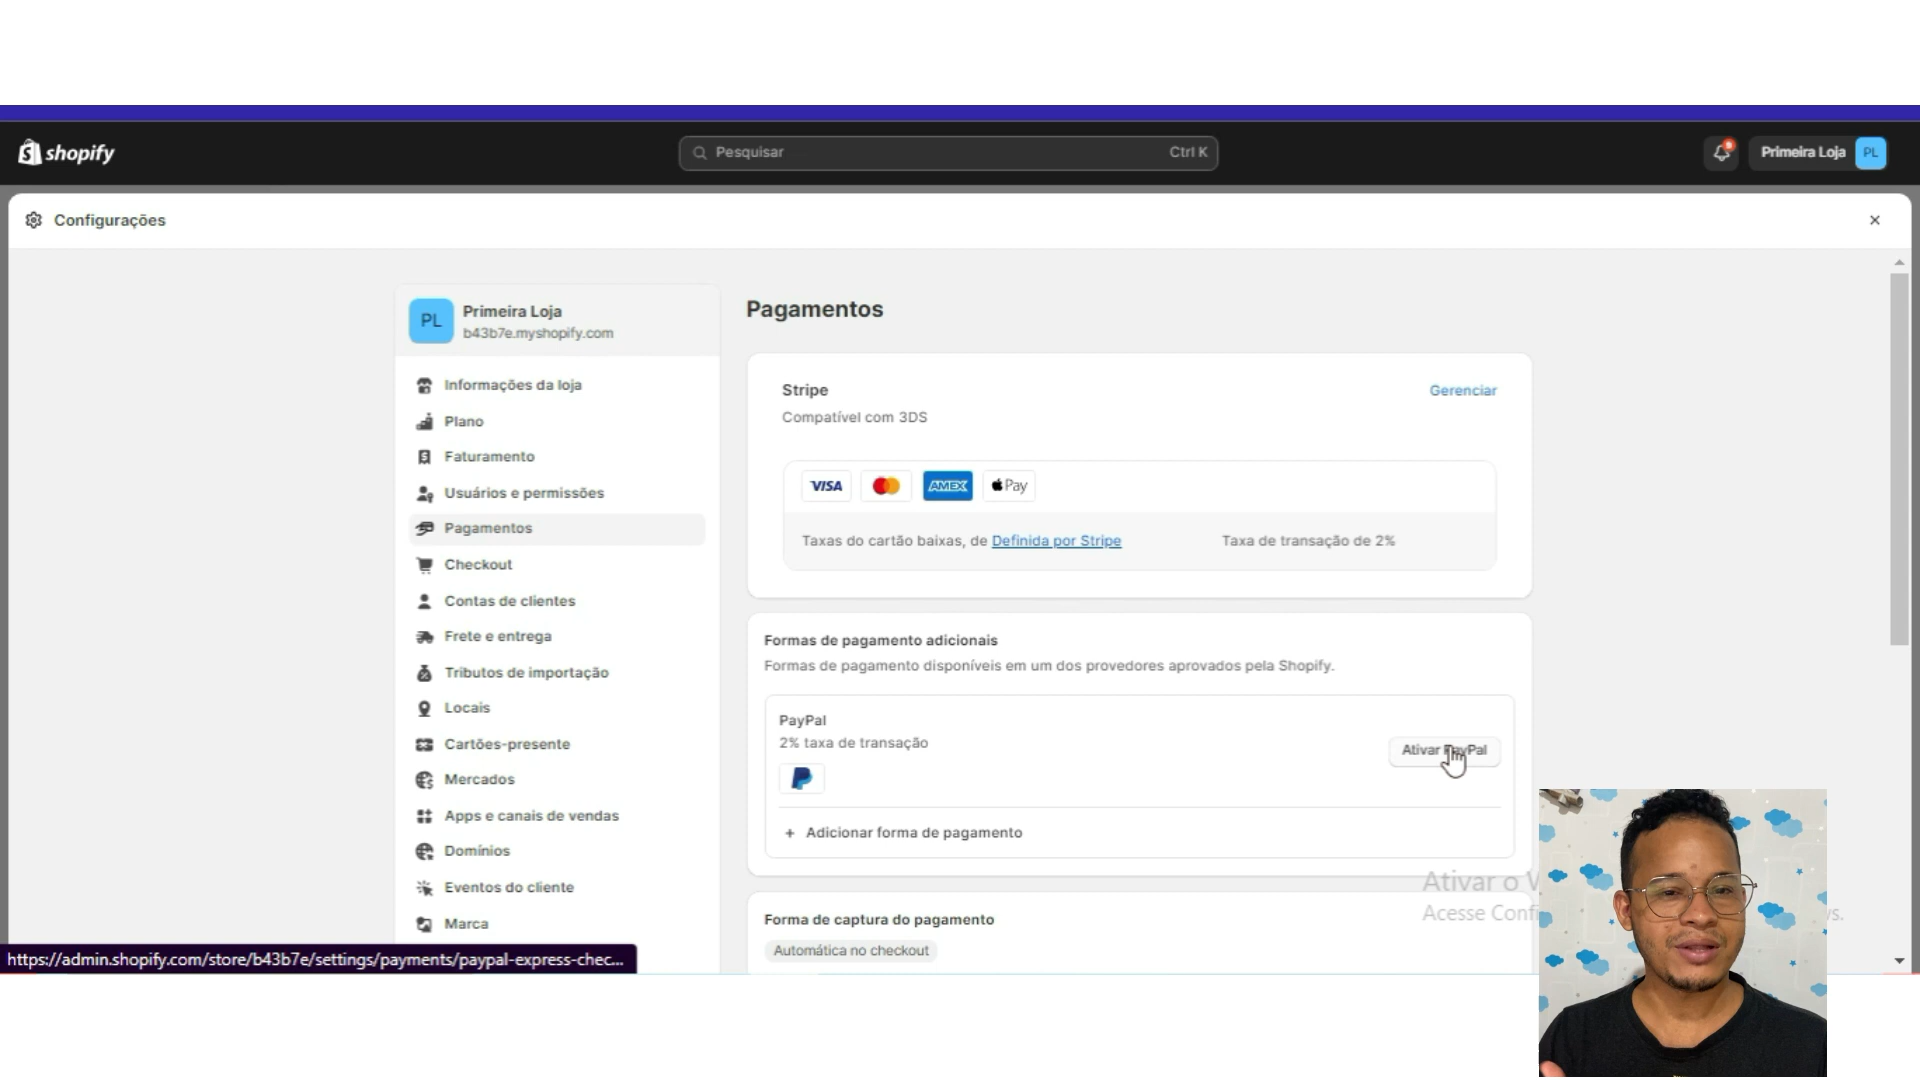 shopify
Pesquisar
Ctrl K
Primeira Loja
PL
Configurações
PL
Primeira Loja
b43b7e.myshopify.com
Informações da loja
Plano
Faturamento
Usuários e permissões
Pagamentos
Checkout
Contas de clientes
Frete e entrega
Tributos de importação
Locais
Cartões-presente
Mercados
Apps e canais de vendas
Domínios
Eventos do cliente
Marca
https://admin.shopify.com/store/b43b7e/settings/payments/paypal-express-chec...
Pagamentos
Stripe
Gerenciar
Compatível com 3DS
VISA
AMEX
Pay
Taxas do cartão baixas, de Definida por Stripe
Taxa de transação de 2%
Formas de pagamento adicionais
Formas de pagamento disponíveis em um dos provedores aprovados pela Shopify.
PayPal
2% taxa de transação
Ativar PayPal
+ Adicionar forma de pagamento
Forma de captura do pagamento
Automática no checkout
Ativar o
Acesse